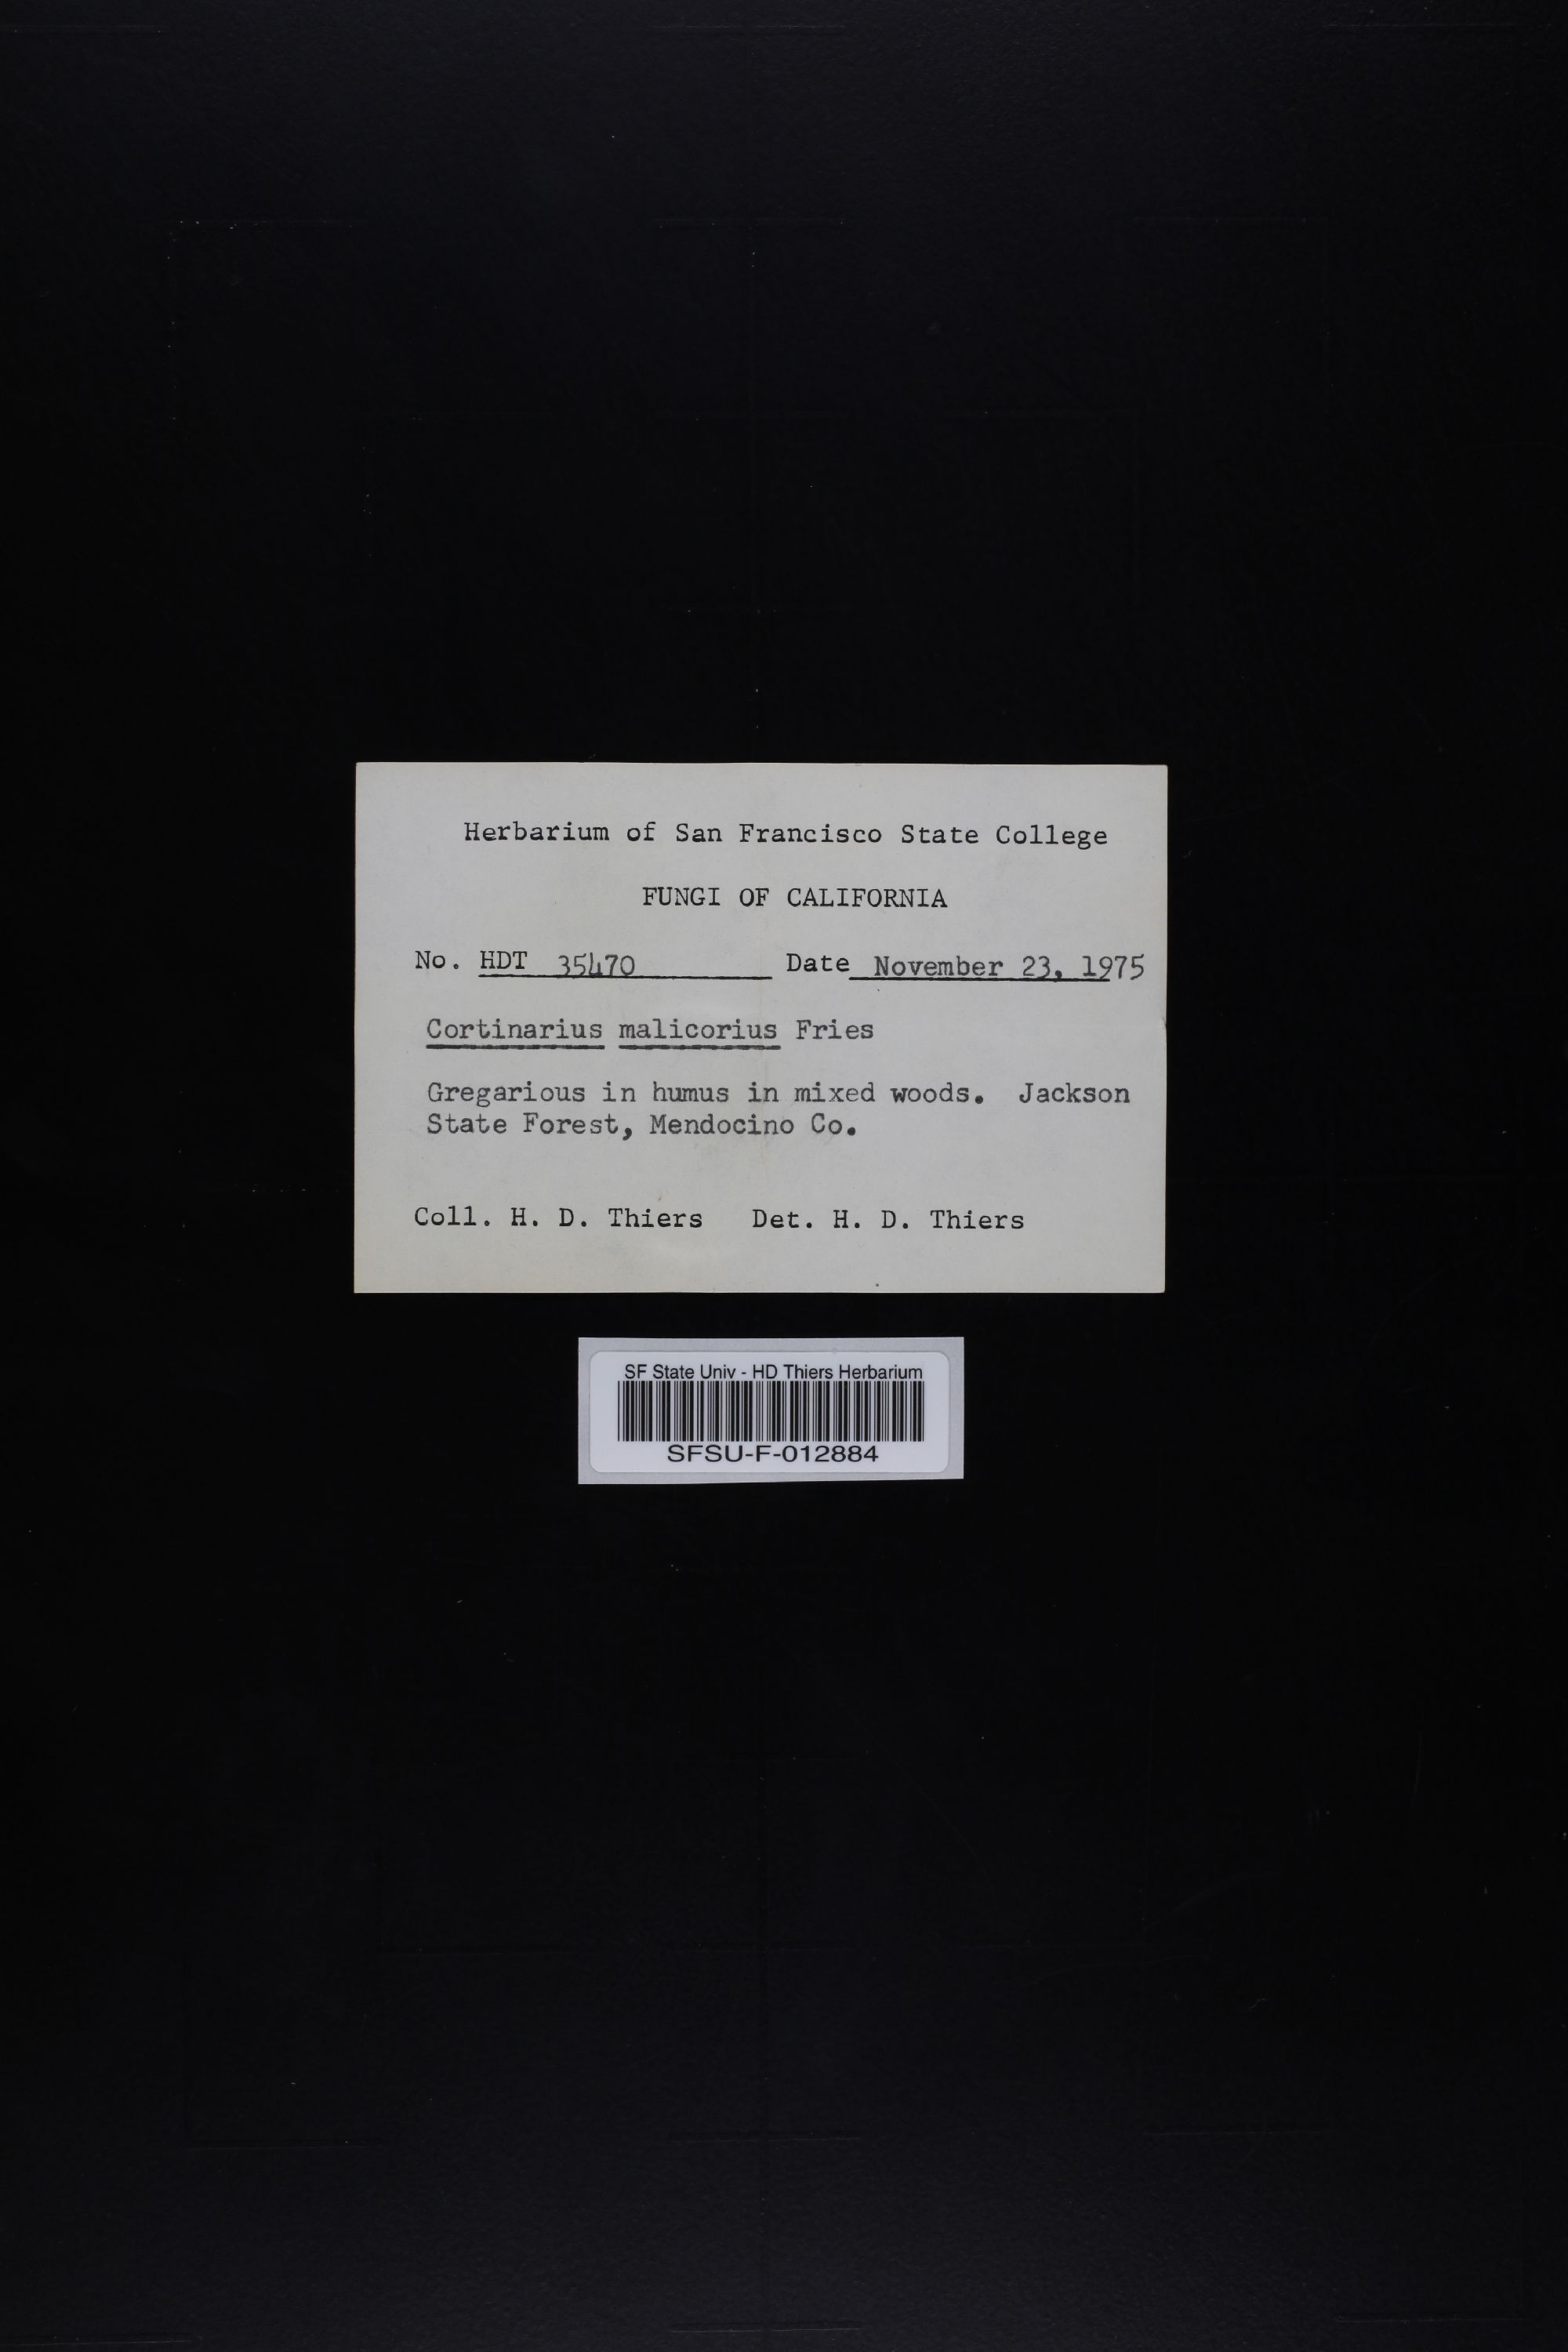 Herbarium of San Francisco State College
FUNGI OF CALIFORNIA
No. HDT 35470 Date November 23, 1975
Cortinarius malicorius Fries
Gregarious in humus in mixed woods. Jackson
State Forest, Mendocino Co.
Coll. H. D. Thiers Det. H. D. Thiers
SF State Univ - HD Thiers Herbarium
SFSU-F-012884